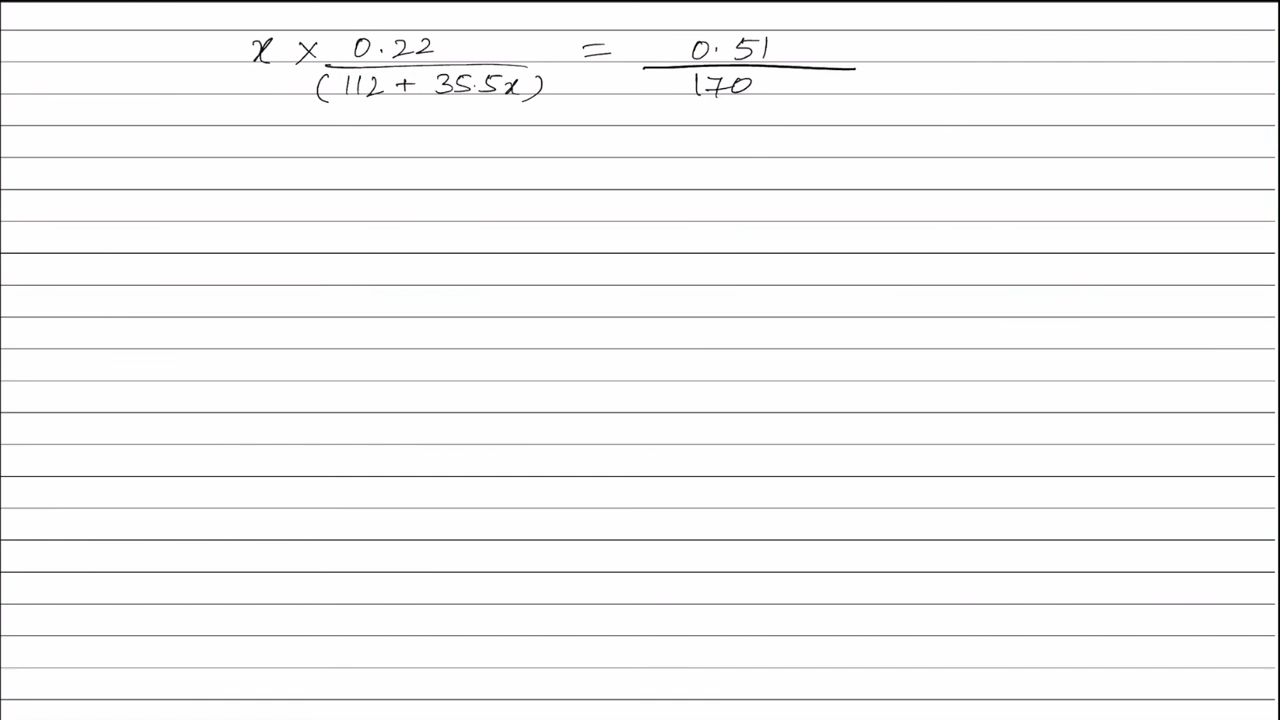 x × 0.22 = 0.51
(112 + 35.5x) 170